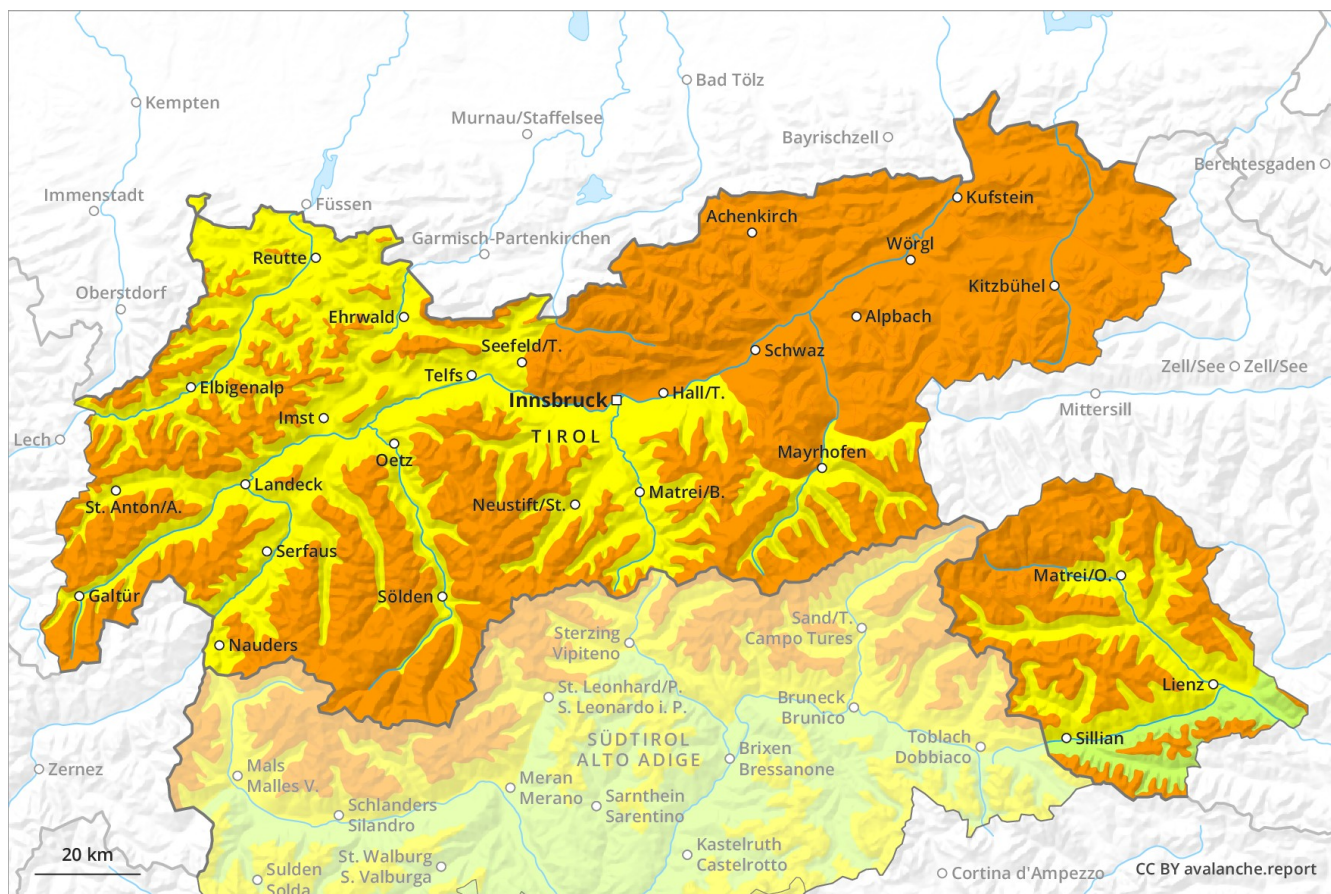 Bad Tölz
Kempten
Murnau/Staffelsee
Bayrischzell
Berchtesgaden
Immenstadt
Füssen
Kufstein
Achenkirch
Garmisch-Partenkirchen
Wörgl
Reutte
Kitzbühel
Oberstdorf
Ehrwald
Alpbach
Seefeld/T.
Schwaz
Zell/See
Zell/See
Telfs
Elbigenalp
Innsbruck
Hall/T.
Mittersill
Imst
TIROL
Lech
Oetz
Mayrhofen
Landeck
Matrei/B.
St. Anton/A.
Neustift/St.
Serfaus
Matrei/O.
Galtür
Sölden
Sand/T.
Campo Tures
Sterzing
Vipiteno
Nauders
Lienz
St. Leonhard/P.
S. Leonardo i. P.
Bruneck
Brunico
SÜDTIROL
ALTO ADIGE
Toblach
Dobbiaco
Sillian
Brixen
Bressanone
Zernez
Mals
Malles V.
Meran
Merano
Sarnthein
Sarentino
Schlanders
Silandro
Kastelruth
Castelrotto
20 km
St. Walburg
S. Valburga
Sulden
Solda
Cortina d'Ampezzo
CC BY avalanche.report